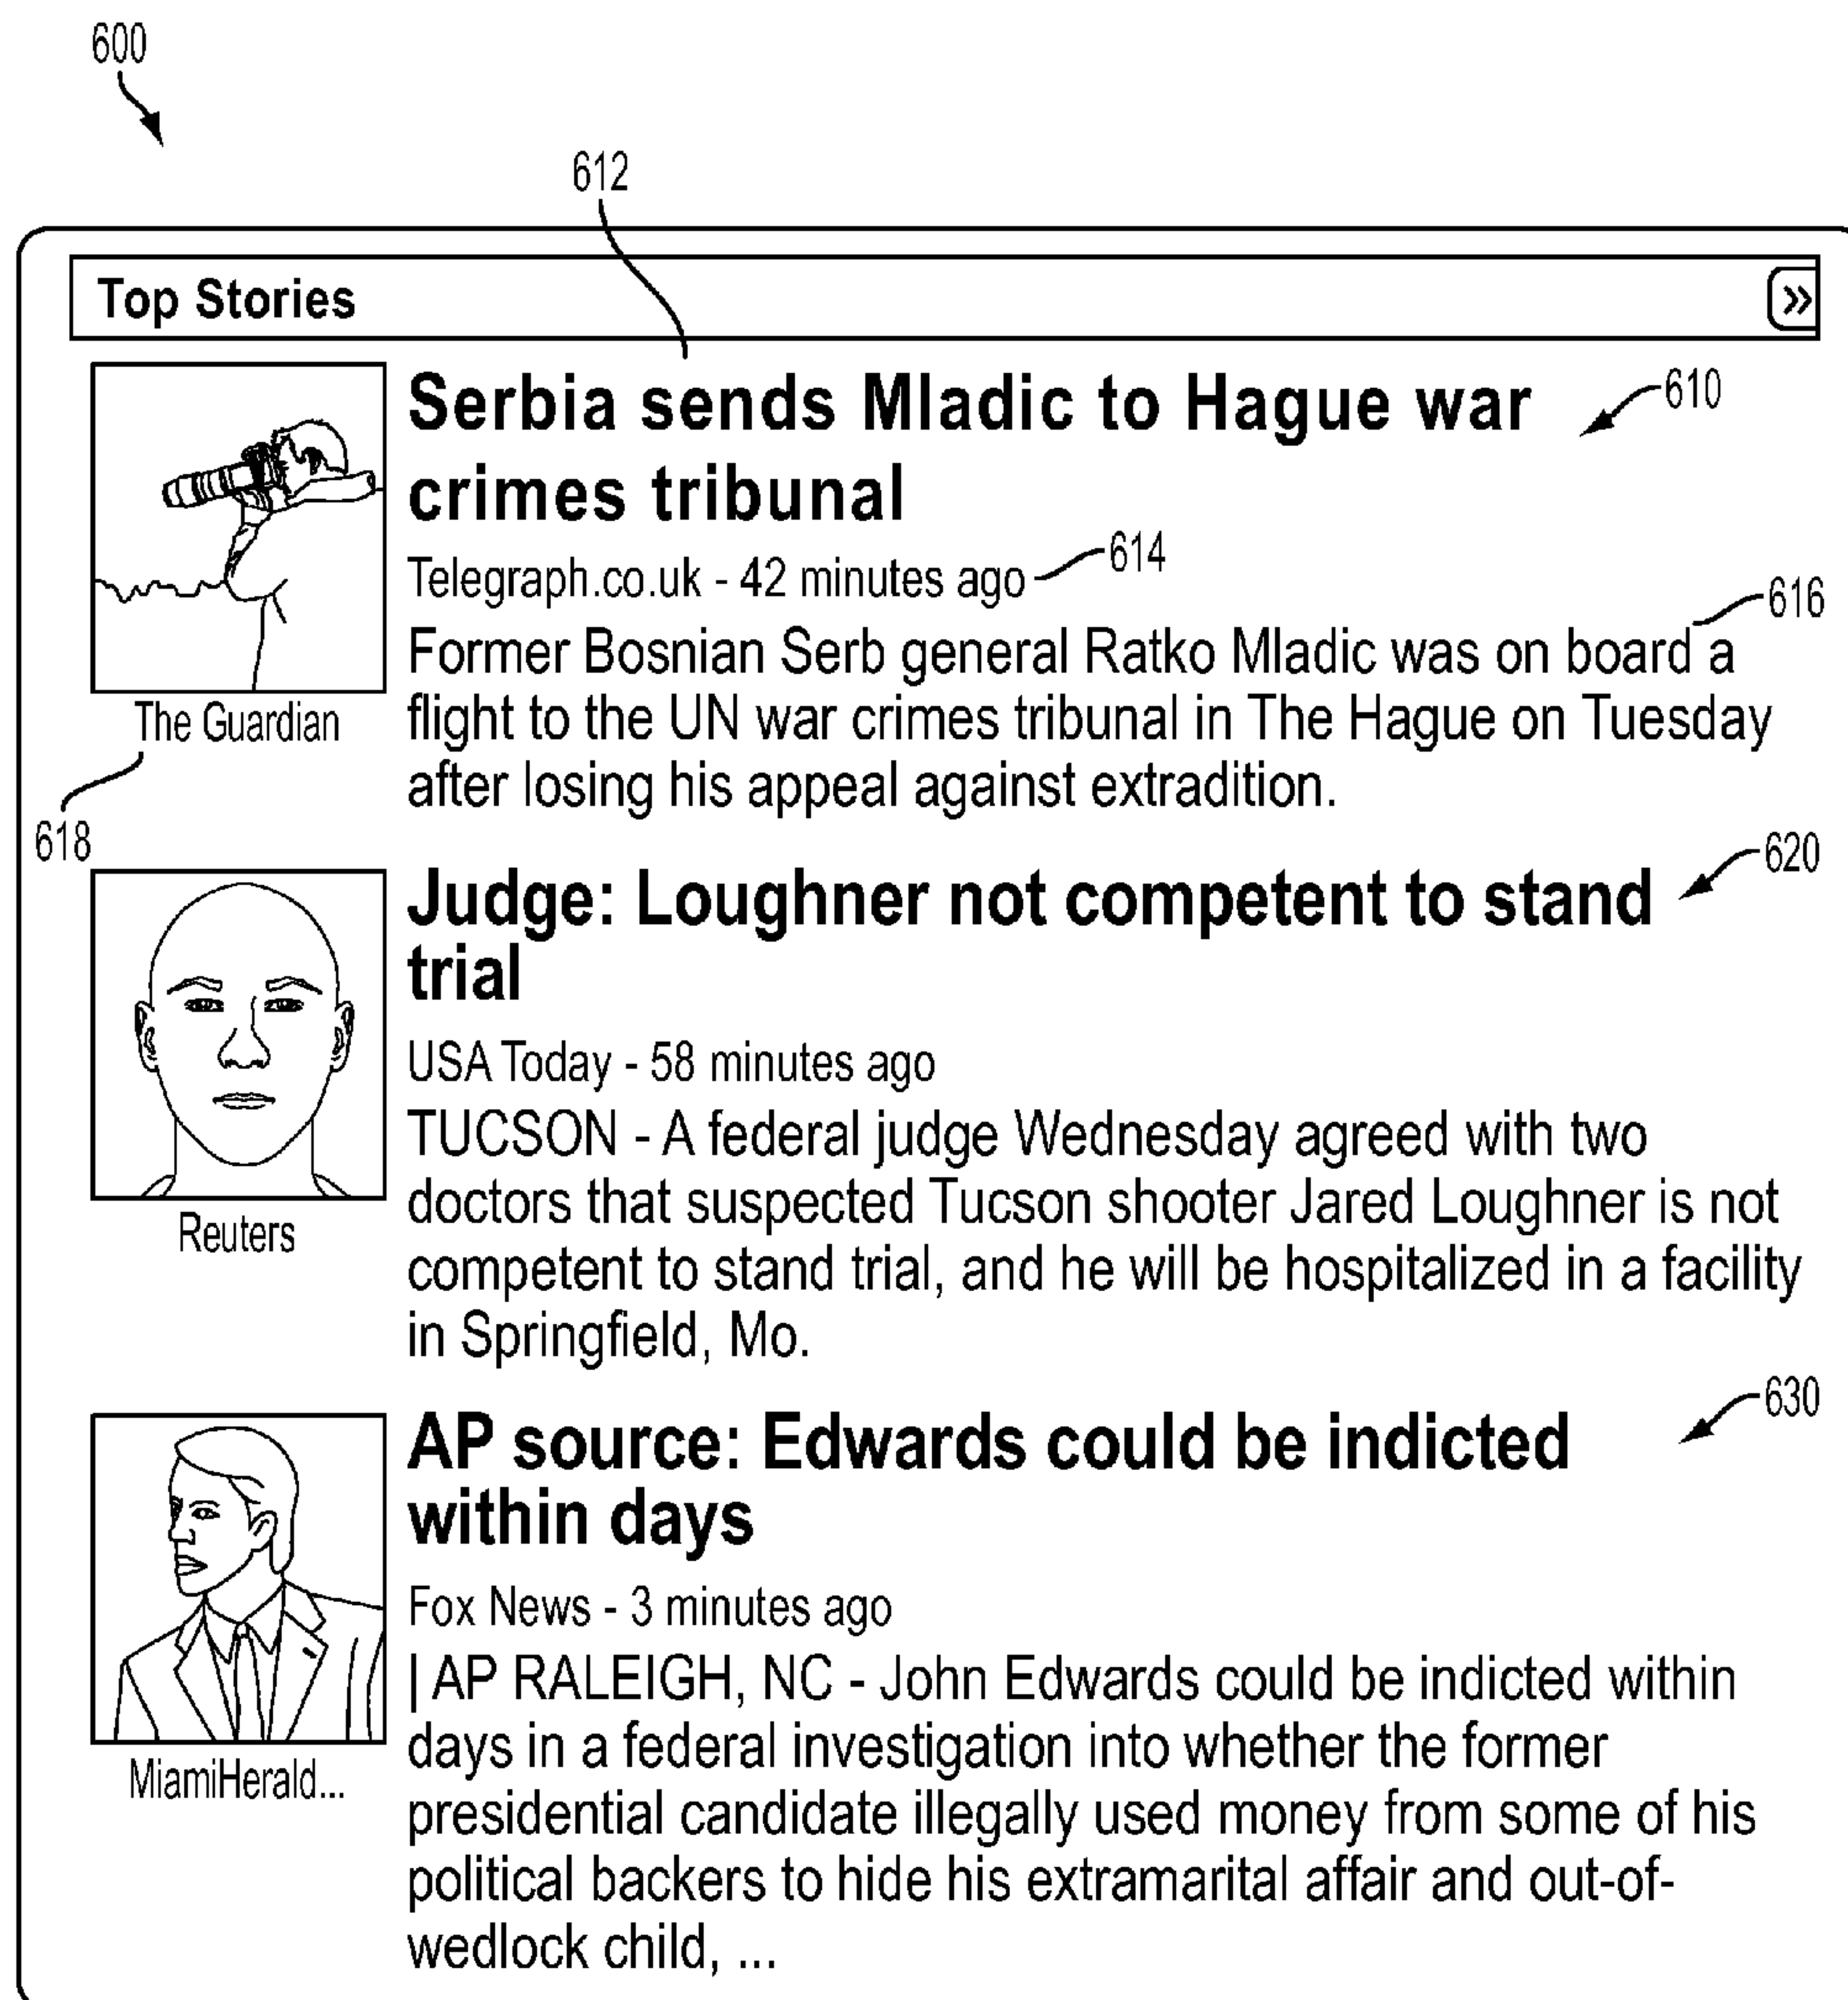 600
612
Top Stories »
Serbia sends Mladic to Hague war
610
crimes tribunal
Telegraph.co.uk - 42 minutes ago
614
616
Former Bosnian Serb general Ratko Mladic was on board a
flight to the UN war crimes tribunal in The Hague on Tuesday
after losing his appeal against extradition.
The Guardian
618
620
Judge: Loughner not competent to stand
trial
USA Today - 58 minutes ago
TUCSON - A federal judge Wednesday agreed with two
doctors that suspected Tucson shooter Jared Loughner is not
competent to stand trial, and he will be hospitalized in a facility
in Springfield, Mo.
Reuters
630
AP source: Edwards could be indicted
within days
Fox News - 3 minutes ago
| AP RALEIGH, NC - John Edwards could be indicted within
days in a federal investigation into whether the former
presidential candidate illegally used money from some of his
political backers to hide his extramarital affair and out-of-
wedlock child, ...
MiamiHerald...